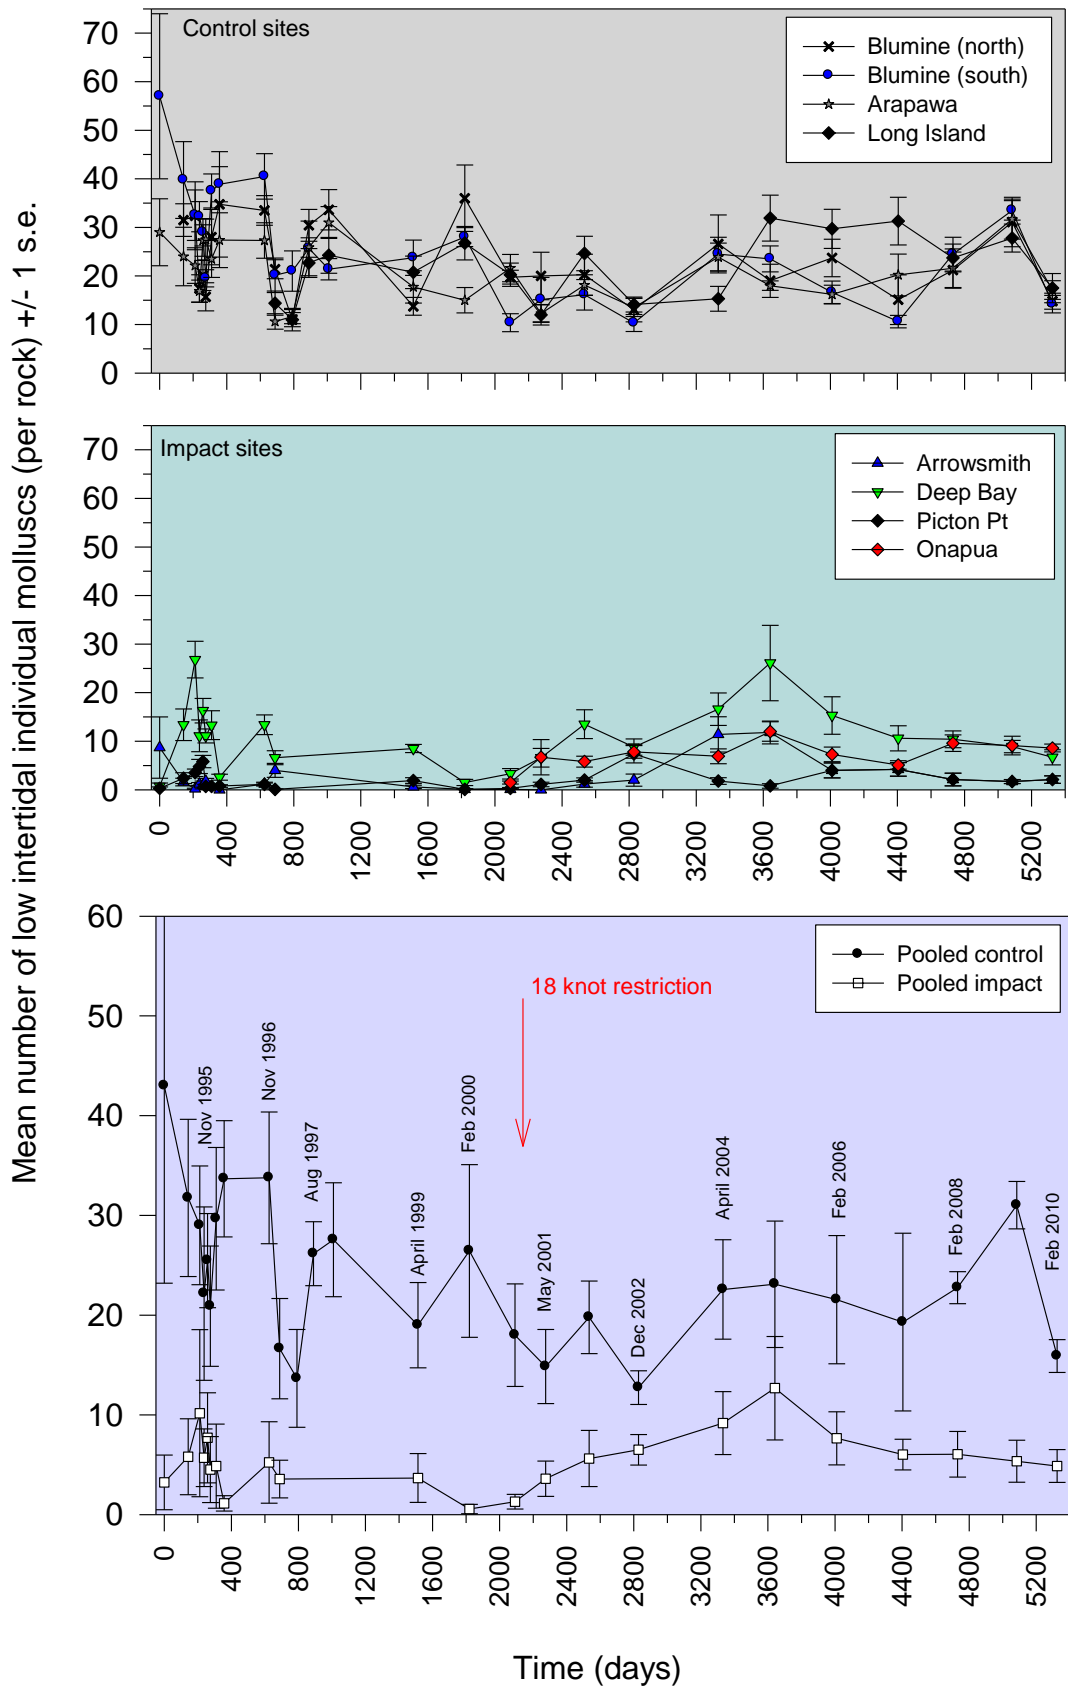 Mean number of low intertidal individual molluscs (per rock) +/- 1 s.e.
Control sites
Blumine (north)
Blumine (south)
Arapawa
Long Island
70
60
50
40
30
20
10
0
Impact sites
Arrowsmith
Deep Bay
Picton Pt
Onapua
70
60
50
40
30
20
10
0
0 400 800 1200 1600 2000 2400 2800 3200 3600 4000 4400 4800 5200
Pooled control
Pooled impact
18 knot restriction
60
50
40
30
20
10
0
Nov 1995
Nov 1996
Aug 1997
April 1999
Feb 2000
May 2001
Dec 2002
April 2004
Feb 2006
Feb 2008
Feb 2010
0 400 800 1200 1600 2000 2400 2800 3200 3600 4000 4400 4800 5200
Time (days)